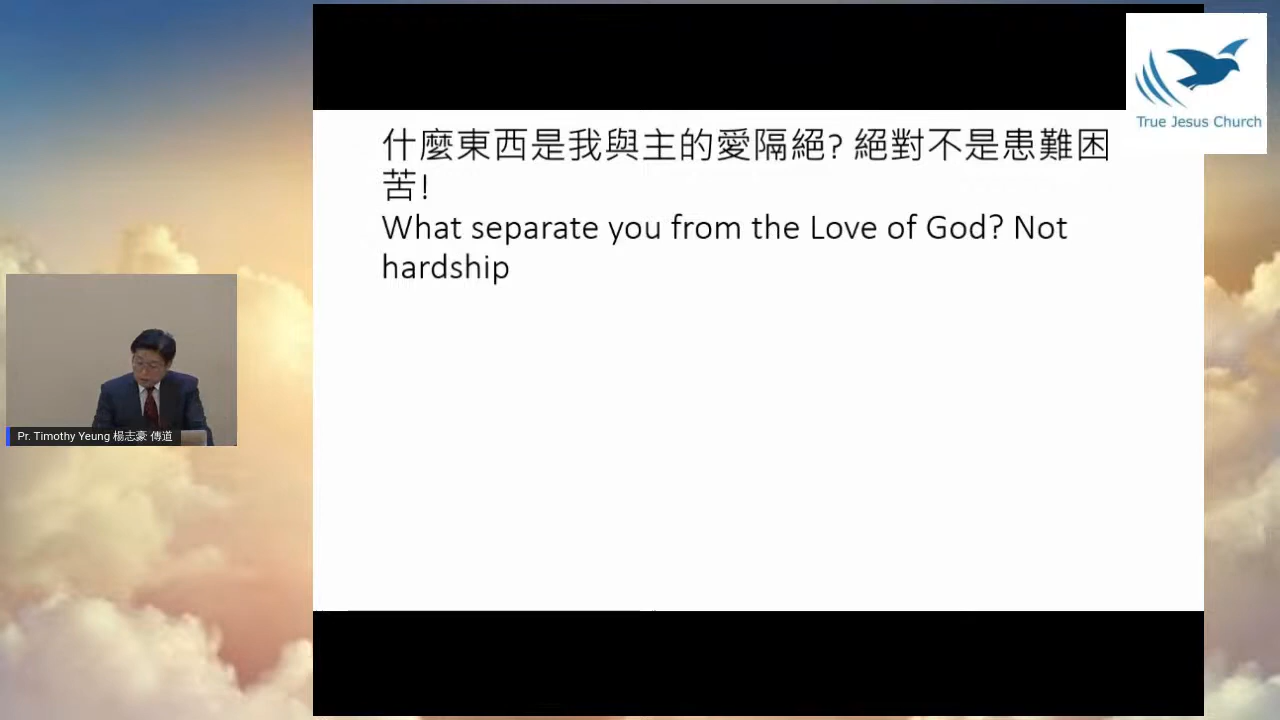 什麼東西是我與主的愛隔絕? 絕對不是患難困
苦!
What separate you from the Love of God? Not
hardship
True Jesus Church
Pr. Timothy Yeung 楊志豪 傳道